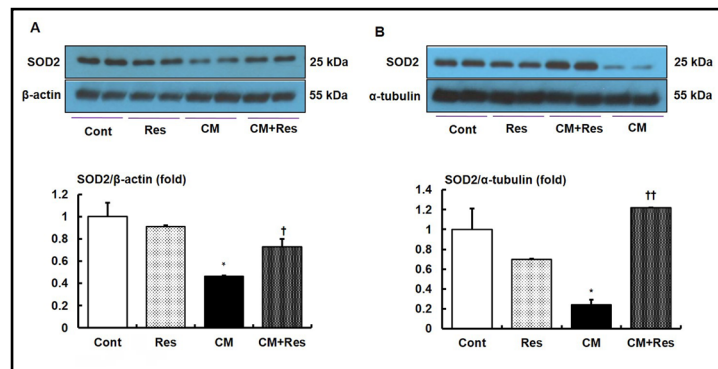 A
SOD2
25 kDa
β-actin
55 kDa
Cont Res CM CM+Res
SOD2/β-actin (fold)
1.2
1
0.8
0.6
0.4
0.2
0
*
†
Cont Res CM CM+Res
B
SOD2
25 kDa
α-tubulin
55 kDa
Cont Res CM+Res CM
SOD2/α-tubulin (fold)
1.4
1.2
1
0.8
0.6
0.4
0.2
0
*
††
Cont Res CM CM+Res